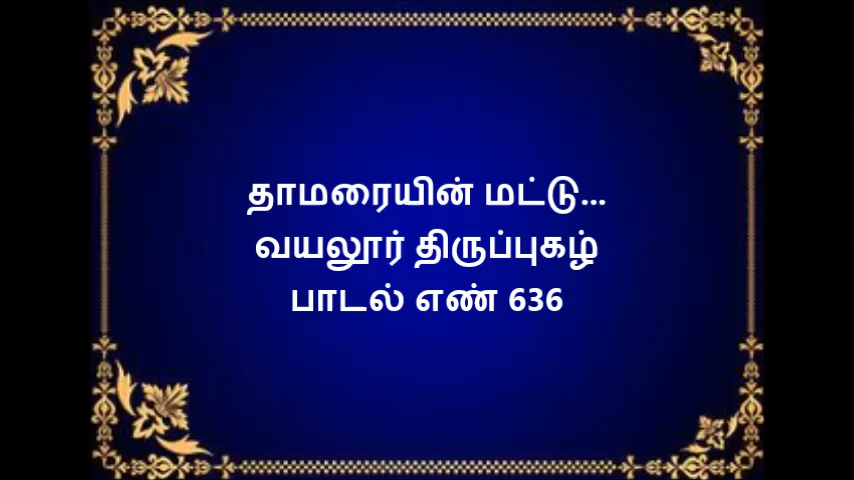 தாமரையின் மட்டு...
வயலூர் திருப்புகழ்
பாடல் எண் 636